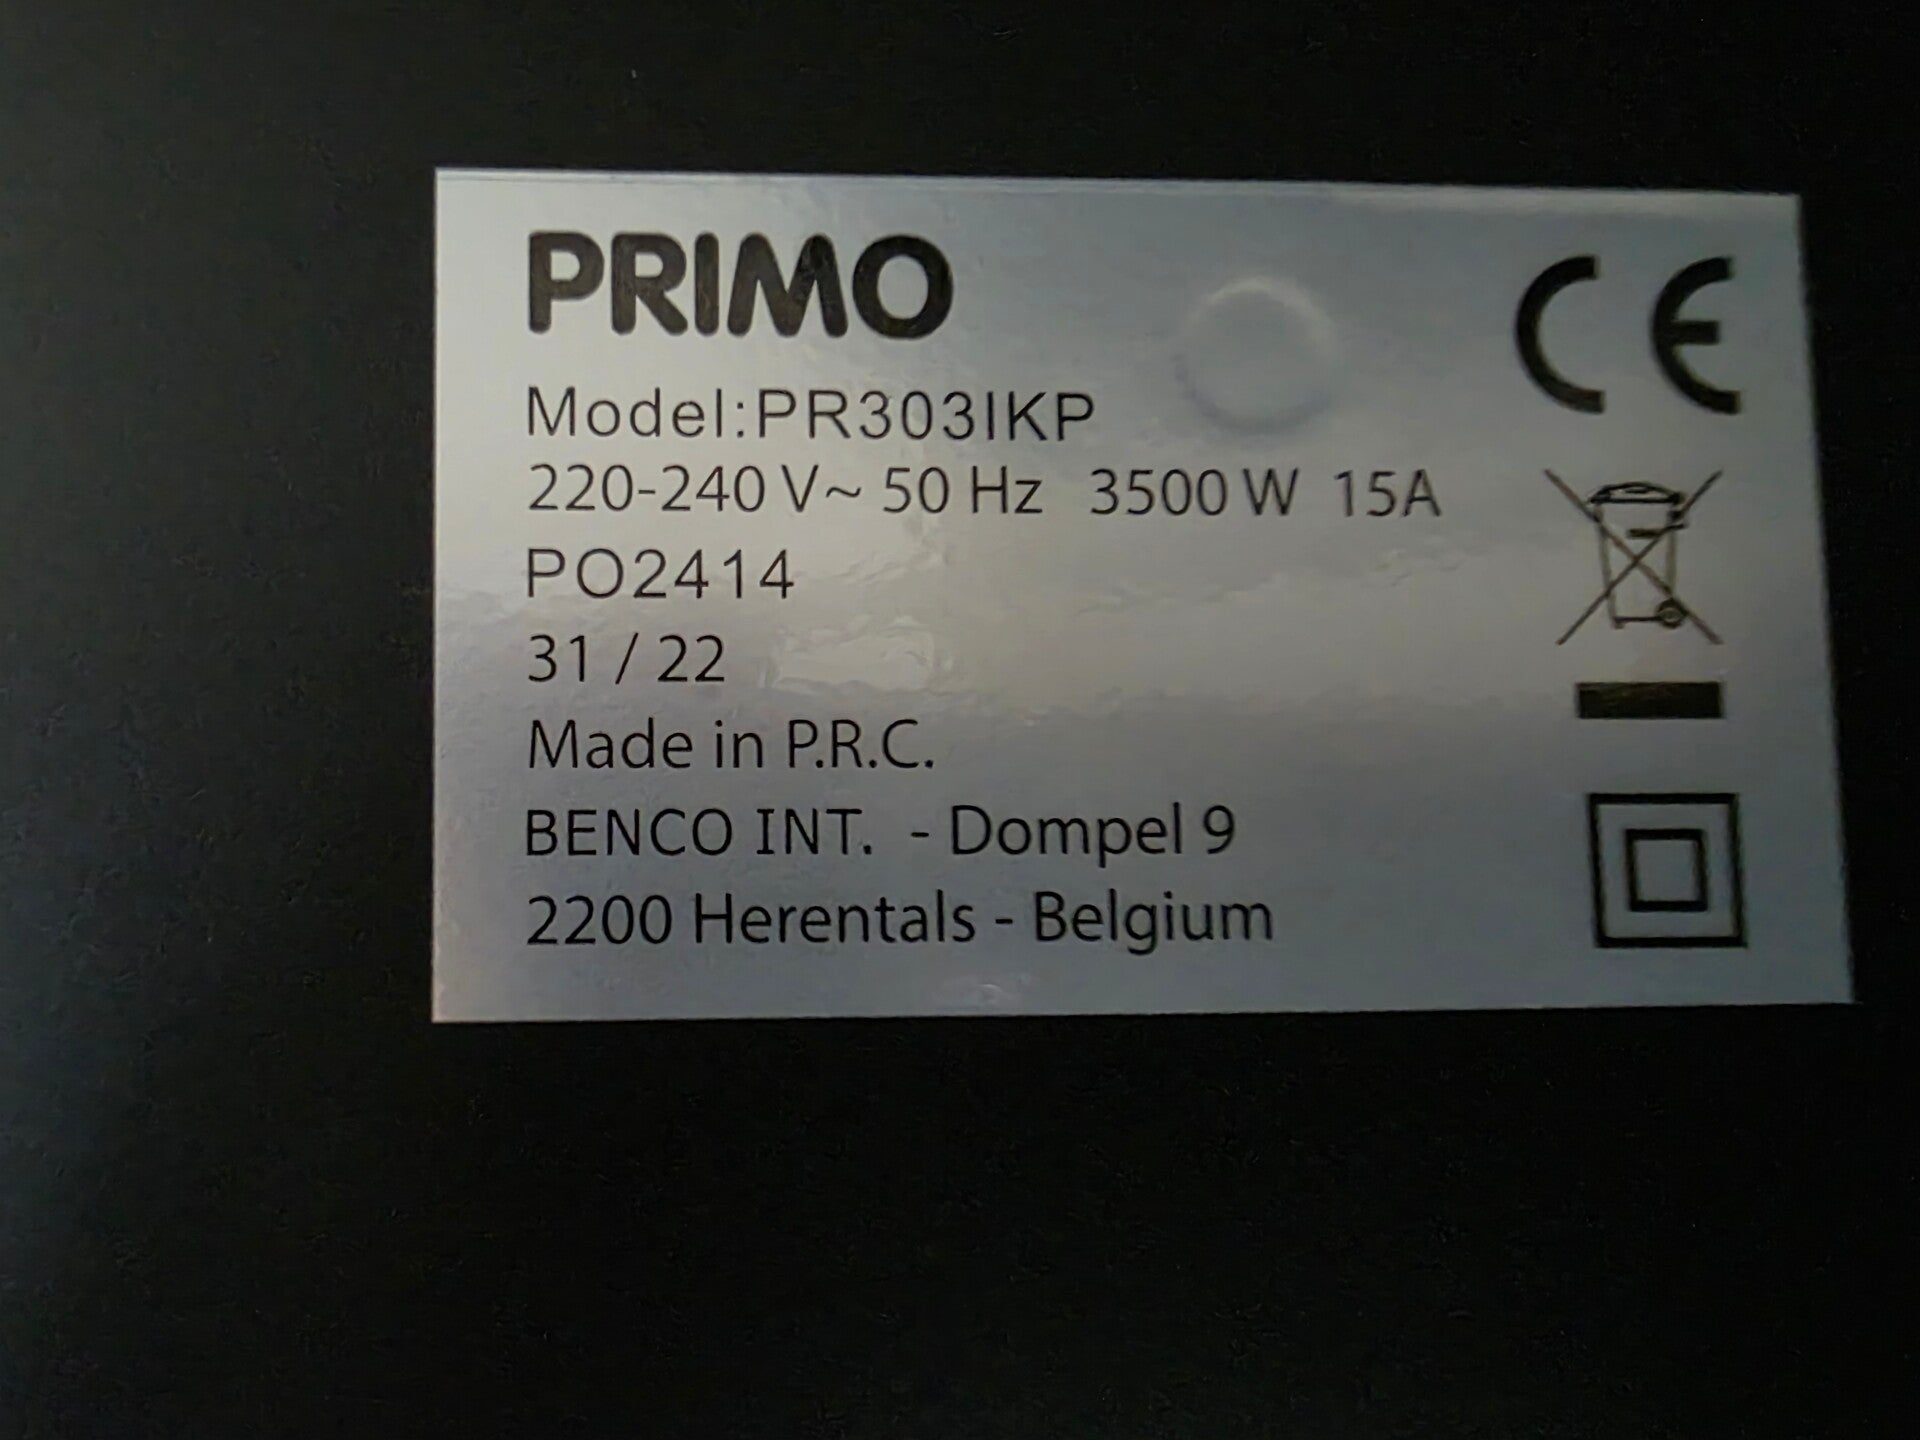 PRIMO
Model:PR303IKP
220-240 V~ 50 Hz 3500 W 15A
PO2414
31 / 22
Made in P.R.C.
BENCO INT. - Dompel 9
2200 Herentals - Belgium
CE